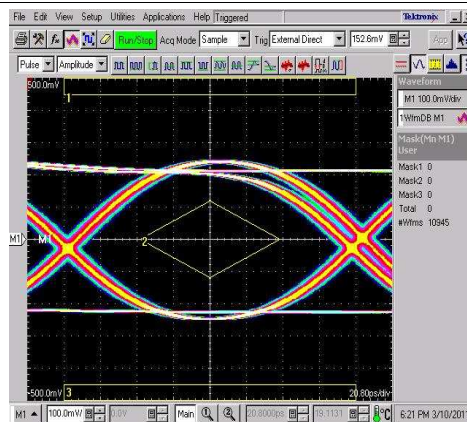 File Edit View Setup Utilities Applications Help Triggered Tektronix
Run/Stop Acq Mode Sample Trig External Direct 152.6mV App
Pulse Amplitude
500.0mV
1
Waveform
M1 100.0mV/div
1WfmDB M1
Mask(Mn M1)
User
Mask1 0
Mask2 0
Mask3 0
Total 0
#Wfms 10945
M1 M1
2
-500.0mV 3 20.80ps/div
M1 100.0mV/ 0.0V Main 20.8000ps 19.1131 °C 6:21 PM 3/10/201